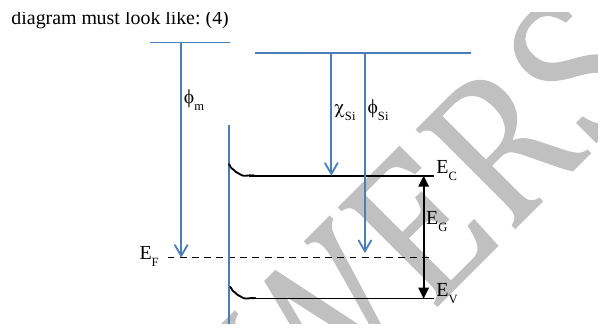 diagram must look like: (4)
ϕm
χSi ϕSi
EC
EG
EF
EV